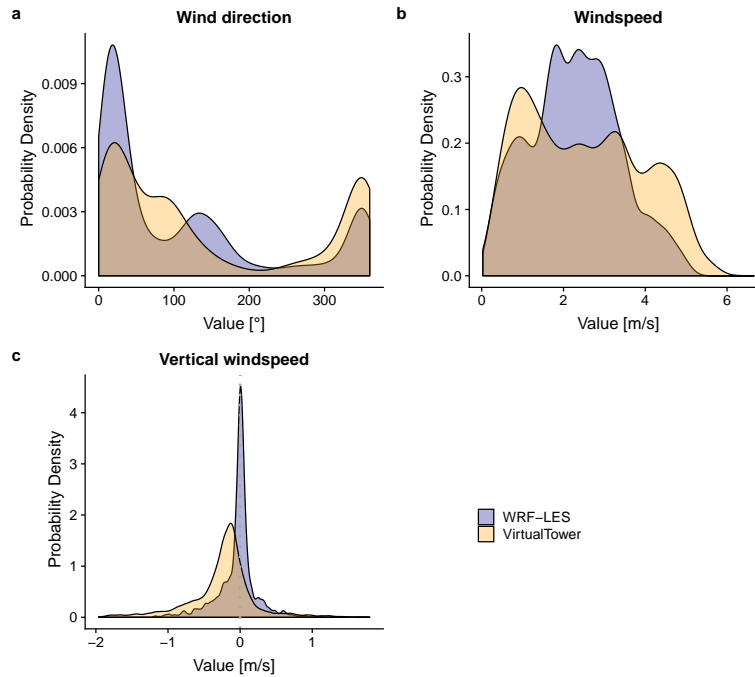 a
Wind direction
Probability Density
0.009
0.006
0.003
0.000
0
100
200
300
Value [°]
b
Windspeed
Probability Density
0.3
0.2
0.1
0.0
0
2
4
6
Value [m/s]
c
Vertical windspeed
Probability Density
4
3
2
1
0
−2
−1
0
1
Value [m/s]
WRF−LES
VirtualTower